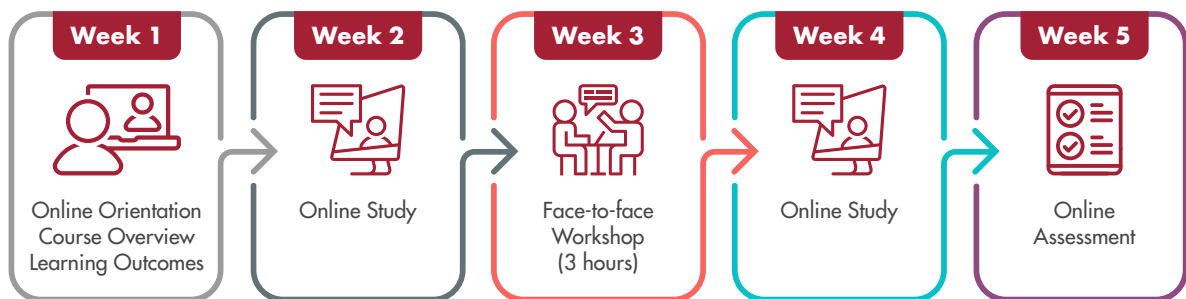 Week 1
Online Orientation
Course Overview
Learning Outcomes
Week 2
Online Study
Week 3
Face-to-face
Workshop
(3 hours)
Week 4
Online Study
Week 5
Online
Assessment